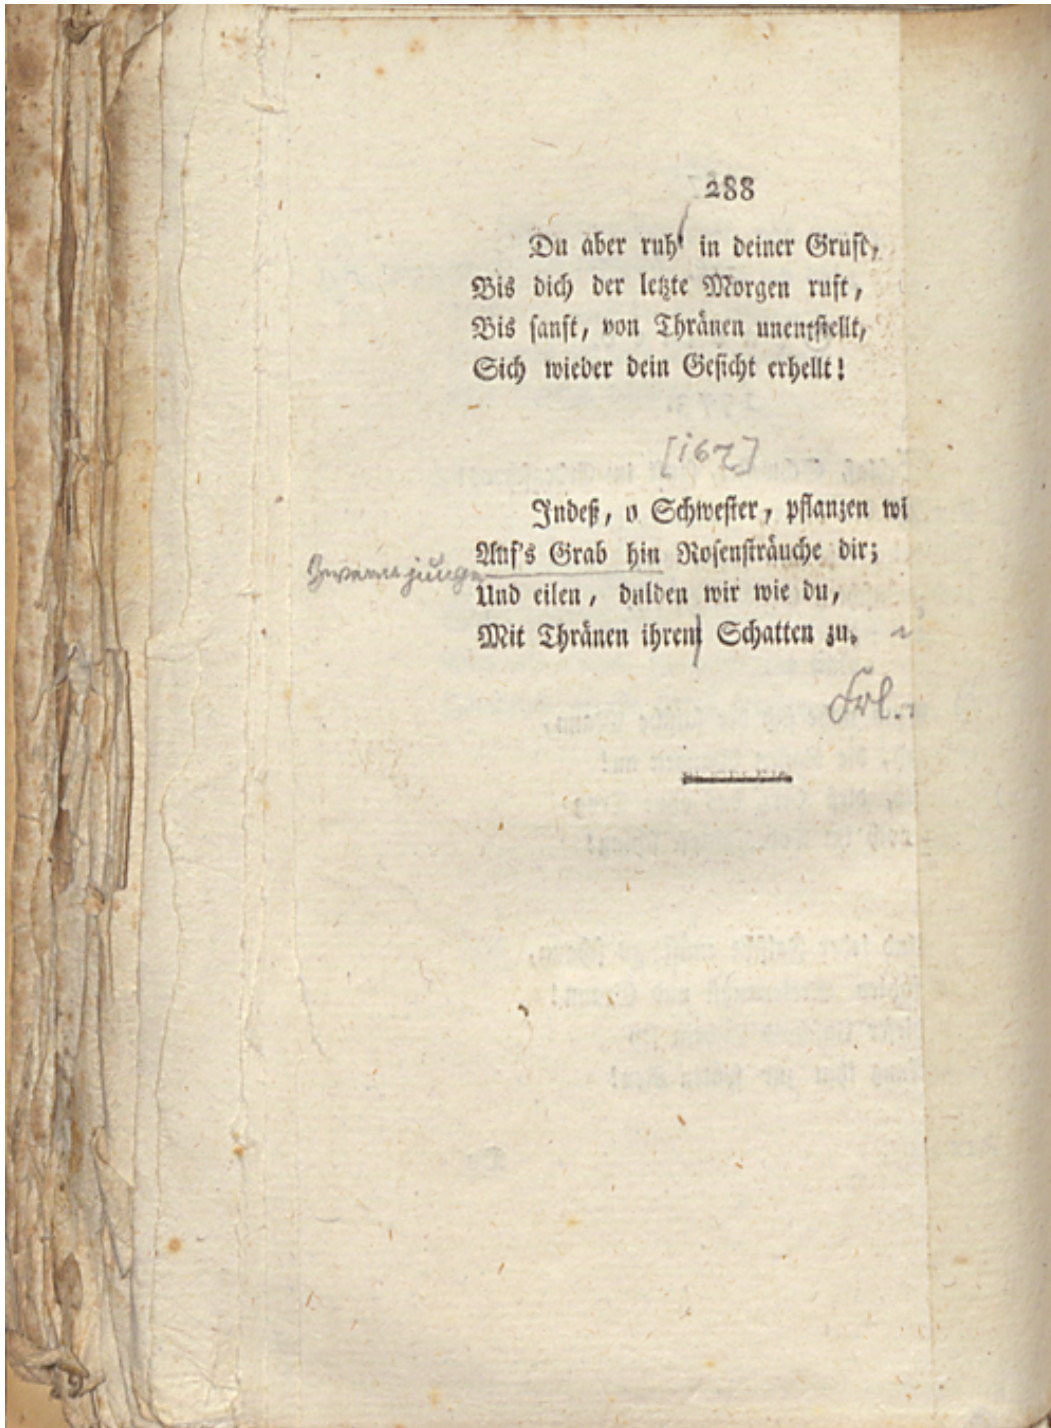 288
Du aber ruh' in deiner Gruft,
Bis dich der letzte Morgen ruft,
Bis sanft, von Thränen unentstellt,
Sich wieder dein Gesicht erhellt!
[167]
Indeß, o Schwester, pflanzen wi
Auf's Grab hin Rosensträuche dir;
Und eilen, dulden wir wie du,
Mit Thränen ihrem Schatten zu.